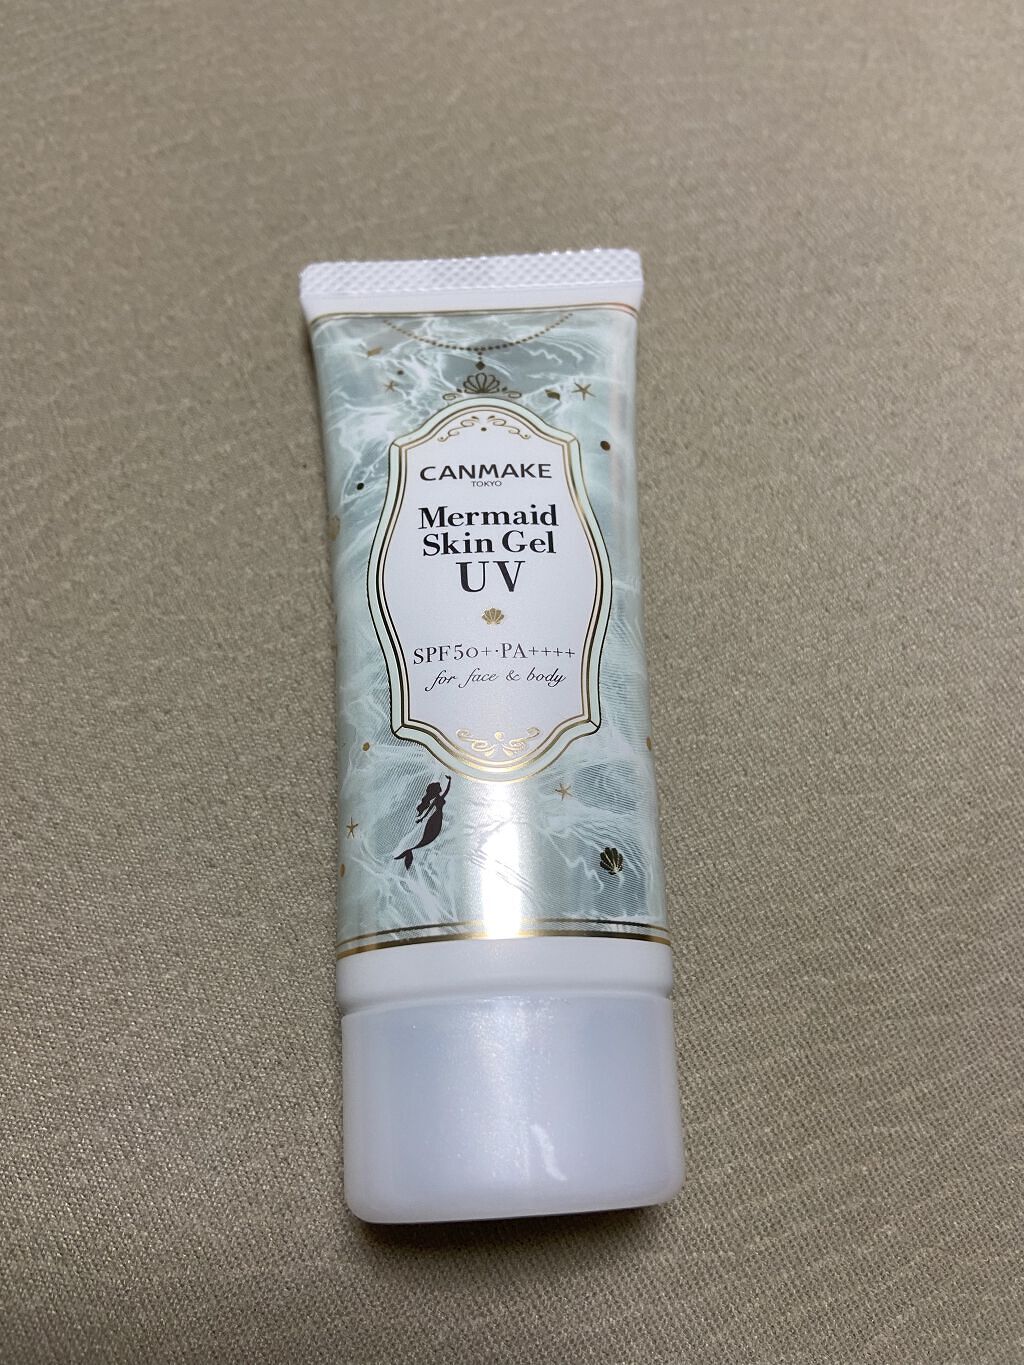 CANMAKE
TOKYO
Mermaid
Skin Gel
UV
SPF50+·PA++++
for face & body